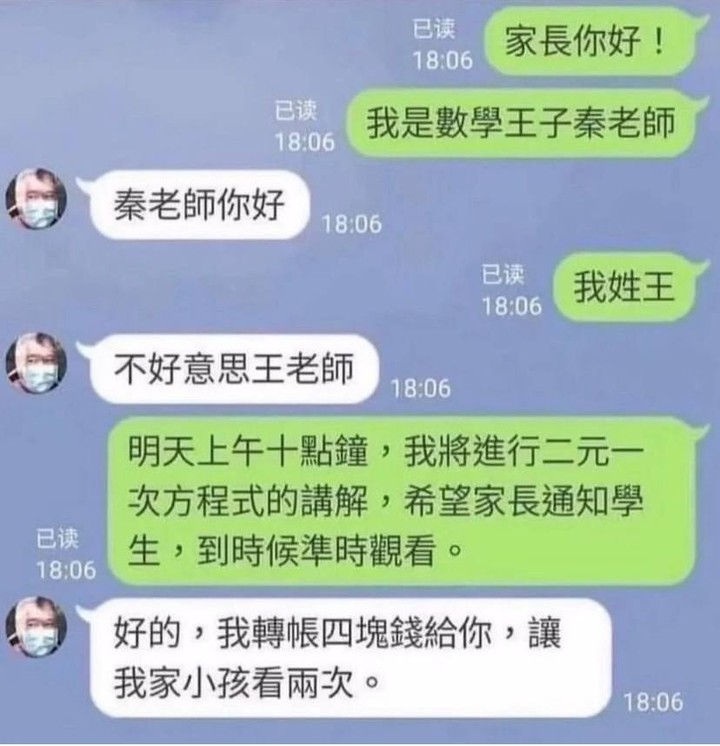 已读
18:06
家長你好！
已读
18:06
我是數學王子秦老師
秦老師你好
18:06
已读
18:06
我姓王
不好意思王老師
18:06
明天上午十點鐘，我將進行二元一
次方程式的講解，希望家長通知學
生，到時候準時觀看。
已读
18:06
好的，我轉帳四塊錢給你，讓
我家小孩看兩次。
18:06